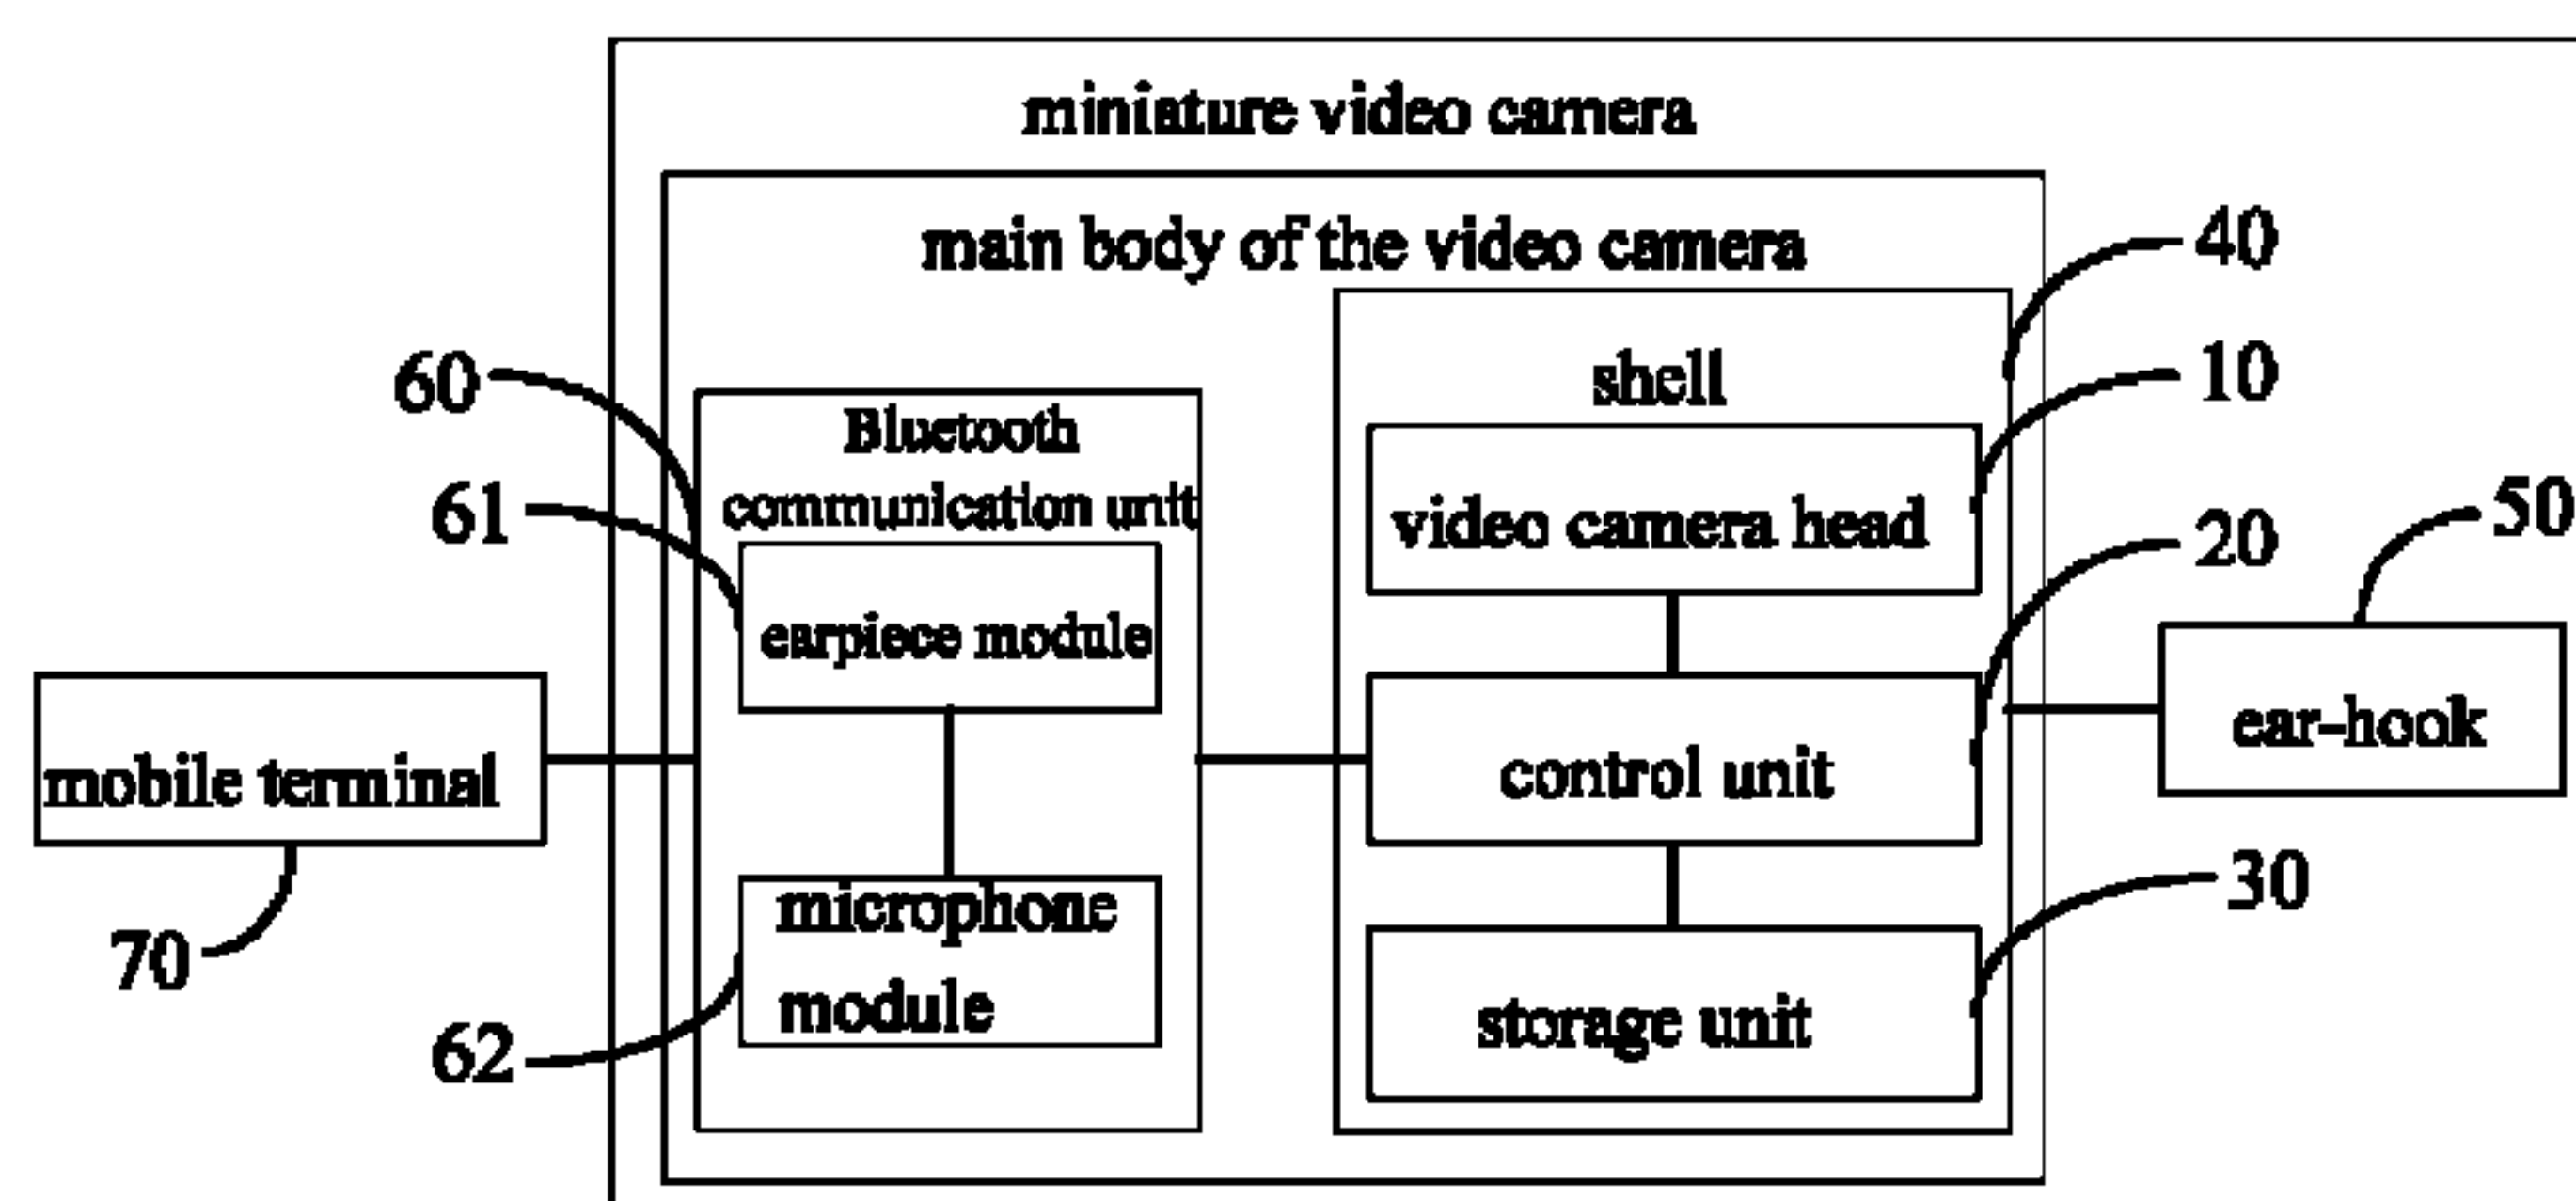 miniature video camera
main body of the video camera
40
shell
10
60
Bluetooth
communication unit
61
video camera head
50
20
earpiece module
ear-hook
mobile terminal
control unit
30
microphone
module
70
storage unit
62